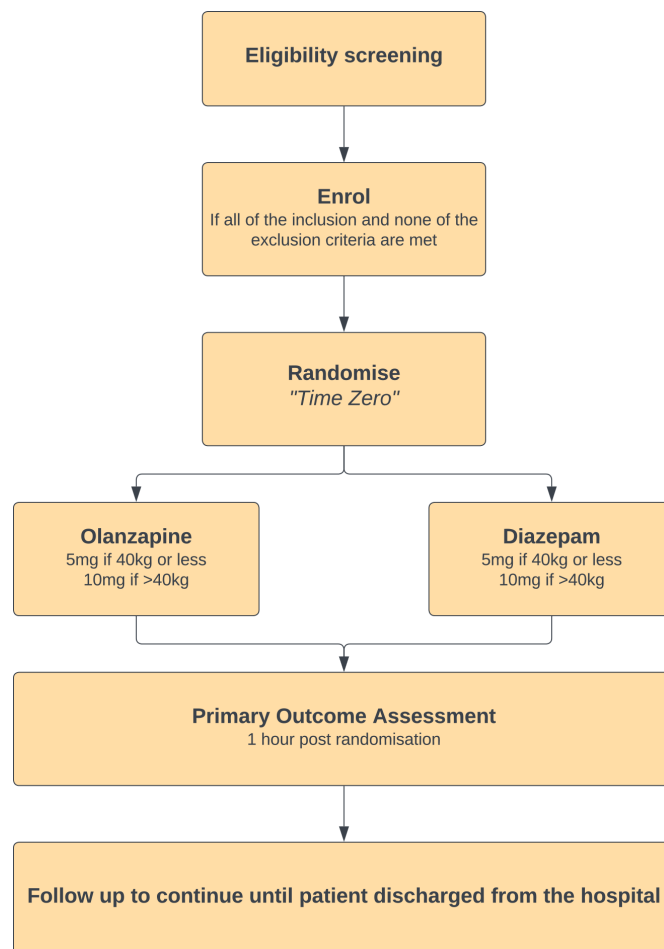 Eligibility screening
Enrol
If all of the inclusion and none of the
exclusion criteria are met
Randomise
"Time Zero"
Olanzapine
5mg if 40kg or less
10mg if >40kg
Diazepam
5mg if 40kg or less
10mg if >40kg
Primary Outcome Assessment
1 hour post randomisation
Follow up to continue until patient discharged from the hospital